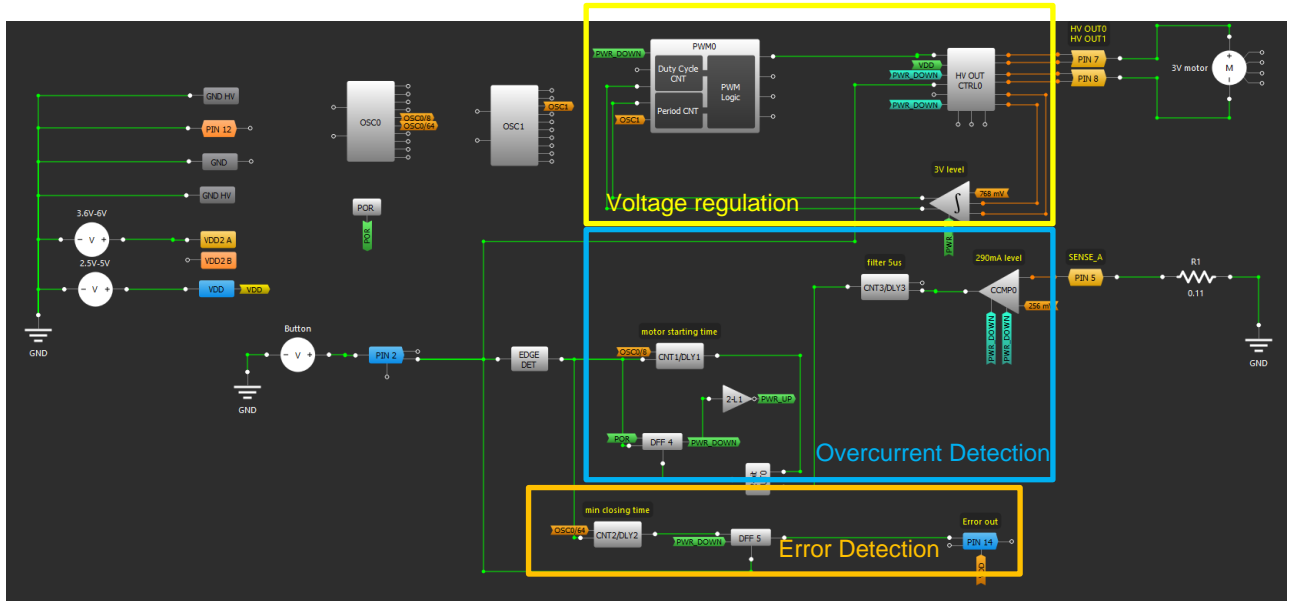 HV OUT0
HV OUT1
PWR_DOWN
PWM0
Duty Cycle
CNT
PWM
Logic
Period CNT
OSC1
VDD
PWR_DOWN
PWR_DOWN
HV OUT
CTRL0
PIN 7
PIN 8
3V motor
M
3V level
768 mV
Voltage regulation
GND HV
PIN 12
GND
GND HV
OSC0
OSC0/8
OSC0/64
OSC1
OSC1
POR
POR
3.6V-6V
- V +
VDD2 A
VDD2 B
2.5V-5V
- V +
VDD
VDD
GND
filter 5us
CNT3/DLY3
290mA level
CCMP0
256 mV
PWR_DOWN
PWR_DOWN
SENSE_A
PIN 5
R1
0.11
GND
Button
- V +
PIN 2
GND
EDGE
DET
motor starting time
OSC0/8
CNT1/DLY1
2-L1
PWR_UP
POR
DFF 4
PWR_DOWN
Overcurrent Detection
min closing time
OSC0/64
CNT2/DLY2
PWR_DOWN
DFF 5
Error Detection
Error out
PIN 14